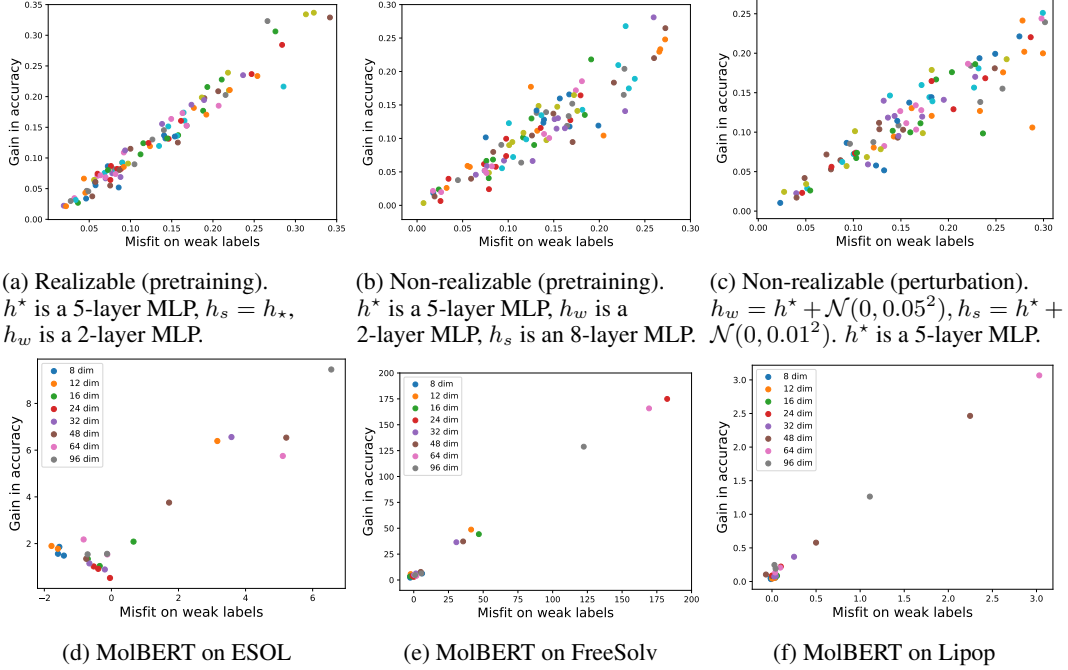 0.35
0.30
0.25
0.20
0.15
0.10
0.05
0.00
Gain in accuracy
0.05 0.10 0.15 0.20 0.25 0.30 0.35
Misfit on weak labels
0.30
0.25
0.20
0.15
0.10
0.05
0.00
Gain in accuracy
0.00 0.05 0.10 0.15 0.20 0.25 0.30
Misfit on weak labels
0.25
0.20
0.15
0.10
0.05
0.00
Gain in accuracy
0.00 0.05 0.10 0.15 0.20 0.25 0.30
Misfit on weak labels
(a) Realizable (pretraining).
h⋆ is a 5-layer MLP, hₛ = h⋆,
h_w is a 2-layer MLP.
(b) Non-realizable (pretraining).
h⋆ is a 5-layer MLP, h_w is a
2-layer MLP, hₛ is an 8-layer MLP.
(c) Non-realizable (perturbation).
h_w = h⋆ + 𝒩(0, 0.05²), hₛ = h⋆ +
𝒩(0, 0.01²). h⋆ is a 5-layer MLP.
8 dim
12 dim
16 dim
24 dim
32 dim
48 dim
64 dim
96 dim
8
6
4
2
Gain in accuracy
−2 0 2 4 6
Misfit on weak labels
200
175
150
125
100
75
50
25
0
Gain in accuracy
8 dim
12 dim
16 dim
24 dim
32 dim
48 dim
64 dim
96 dim
0 25 50 75 100 125 150 175 200
Misfit on weak labels
3.0
2.5
2.0
1.5
1.0
0.5
0.0
Gain in accuracy
8 dim
12 dim
16 dim
24 dim
32 dim
48 dim
64 dim
96 dim
0.0 0.5 1.0 1.5 2.0 2.5 3.0
Misfit on weak labels
(d) MolBERT on ESOL
(e) MolBERT on FreeSolv
(f) MolBERT on Lipop